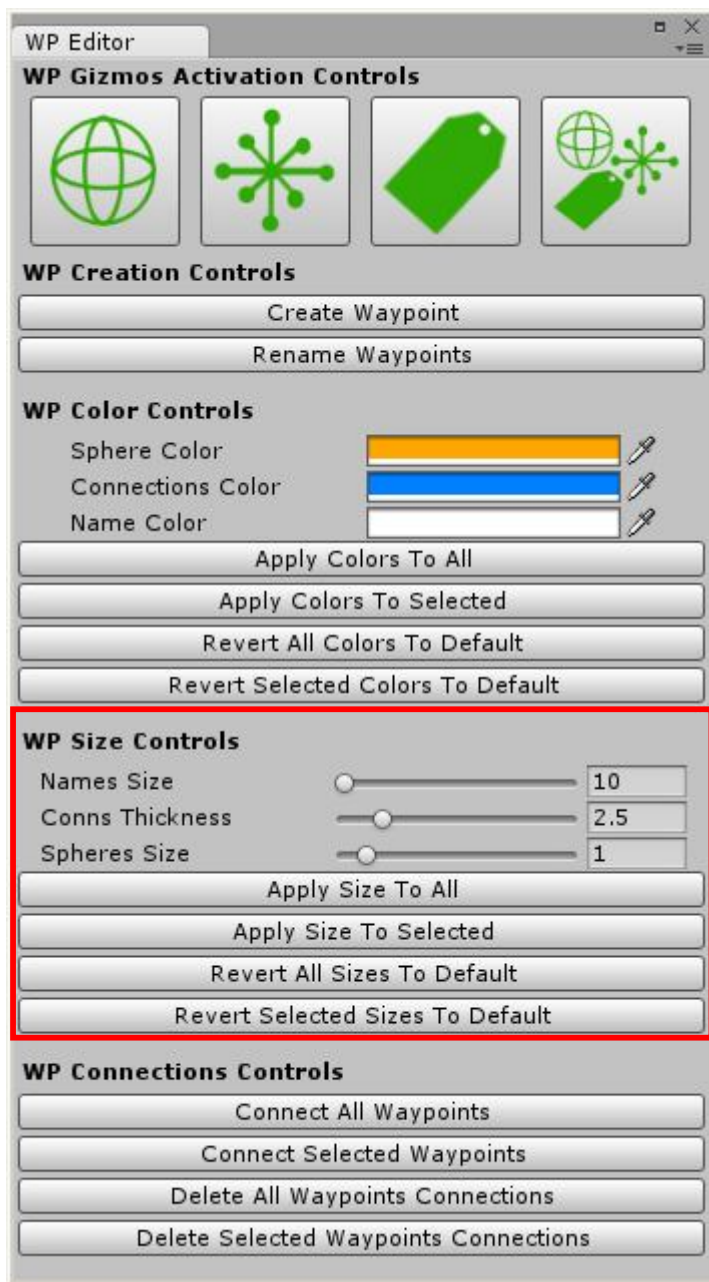 WP Editor
WP Gizmos Activation Controls
WP Creation Controls
Create Waypoint
Rename Waypoints
WP Color Controls
Sphere Color
Connections Color
Name Color
Apply Colors To All
Apply Colors To Selected
Revert All Colors To Default
Revert Selected Colors To Default
WP Size Controls
Names Size 10
Conns Thickness 2.5
Spheres Size 1
Apply Size To All
Apply Size To Selected
Revert All Sizes To Default
Revert Selected Sizes To Default
WP Connections Controls
Connect All Waypoints
Connect Selected Waypoints
Delete All Waypoints Connections
Delete Selected Waypoints Connections